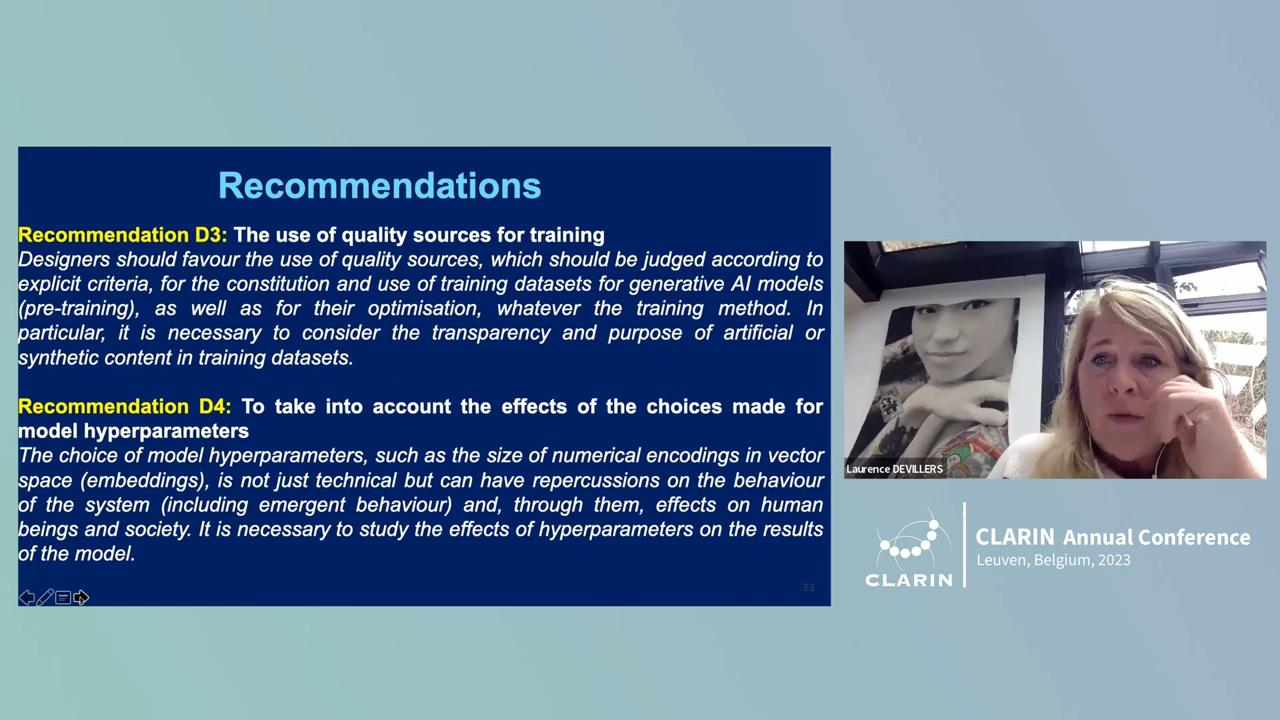 Recommendations
Recommendation D3: The use of quality sources for training
Designers should favour the use of quality sources, which should be judged according to
explicit criteria, for the constitution and use of training datasets for generative AI models
(pre-training), as well as for their optimisation, whatever the training method. In
particular, it is necessary to consider the transparency and purpose of artificial or
synthetic content in training datasets.
Recommendation D4: To take into account the effects of the choices made for
model hyperparameters
The choice of model hyperparameters, such as the size of numerical encodings in vector
space (embeddings), is not just technical but can have repercussions on the behaviour
of the system (including emergent behaviour) and, through them, effects on human
beings and society. It is necessary to study the effects of hyperparameters on the results
of the model.
33
Laurence DEVILLERS
CLARIN
CLARIN Annual Conference
Leuven, Belgium, 2023